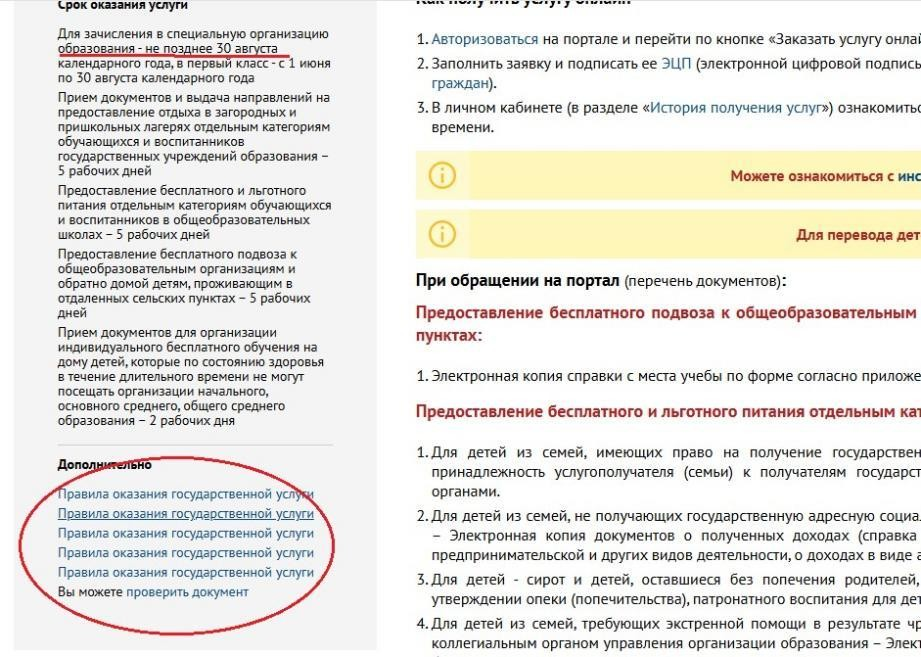 Срок оказания услуги
Для зачисления в специальную организацию
образования - не позднее 30 августа
календарного года, в первый класс - с 1 июня
по 30 августа календарного года
Прием документов и выдача направлений на
предоставление отдыха в загородных и
пришкольных лагерях отдельным категориям
обучающихся и воспитанников
государственных учреждений образования –
5 рабочих дней
Предоставление бесплатного и льготного
питания отдельным категориям обучающихся
и воспитанников в общеобразовательных
школах – 5 рабочих дней
Предоставление бесплатного подвоза к
общеобразовательным организациям и
обратно домой детям, проживающим в
отдаленных сельских пунктах – 5 рабочих
дней
Прием документов для организации
индивидуального бесплатного обучения на
дому детей, которые по состоянию здоровья
в течение длительного времени не могут
посещать организации начального,
основного среднего, общего среднего
образования – 2 рабочих дня
Дополнительно
Правила оказания государственной услуги
Правила оказания государственной услуги
Правила оказания государственной услуги
Правила оказания государственной услуги
Правила оказания государственной услуги
Вы можете проверить документ
Как получить услугу онлайн
1. Авторизоваться на портале и перейти по кнопке «Заказать услугу онлай
2. Заполнить заявку и подписать ее ЭЦП (электронной цифровой подпись
граждан).
3. В личном кабинете (в разделе «История получения услуг») ознакомитьс
времени.
Можете ознакомиться с инс
Для перевода дет
При обращении на портал (перечень документов):
Предоставление бесплатного подвоза к общеобразовательным
пунктах:
1. Электронная копия справки с места учебы по форме согласно приложе
Предоставление бесплатного и льготного питания отдельным кат
1. Для детей из семей, имеющих право на получение государствен
принадлежность услугополучателя (семьи) к получателям государст
органами.
2. Для детей из семей, не получающих государственную адресную социа
– Электронная копия документов о полученных доходах (справка
предпринимательской и других видов деятельности, о доходах в виде а
3. Для детей - сирот и детей, оставшиеся без попечения родителей,
утверждении опеки (попечительства), патронатного воспитания для дет
4. Для детей из семей, требующих экстренной помощи в результате чр
коллегиальным органом управления организации образования – Элект